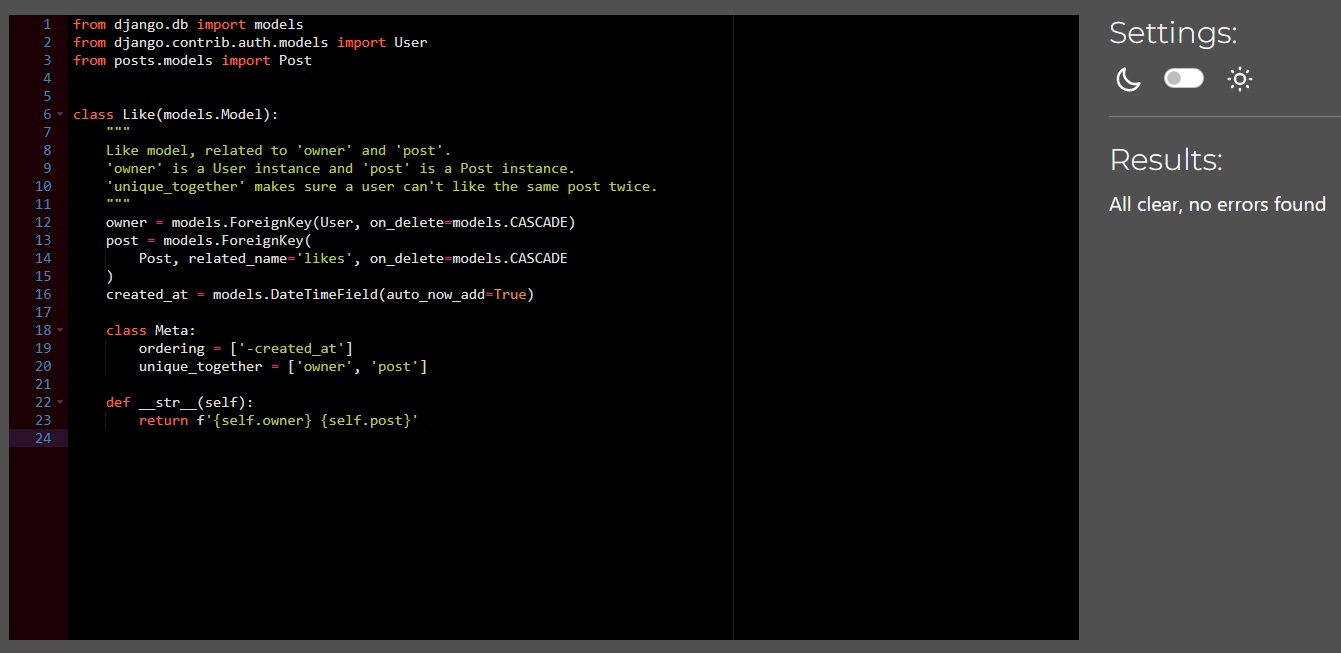 1 from django.db import models
2 from django.contrib.auth.models import User
3 from posts.models import Post
4
5
6 class Like(models.Model):
7     """
8     Like model, related to 'owner' and 'post'.
9     'owner' is a User instance and 'post' is a Post instance.
10     'unique_together' makes sure a user can't like the same post twice.
11     """
12     owner = models.ForeignKey(User, on_delete=models.CASCADE)
13     post = models.ForeignKey(
14         Post, related_name='likes', on_delete=models.CASCADE
15     )
16     created_at = models.DateTimeField(auto_now_add=True)
17
18     class Meta:
19         ordering = ['-created_at']
20         unique_together = ['owner', 'post']
21
22     def __str__(self):
23         return f'{self.owner} {self.post}'
24
Settings:
Results:
All clear, no errors found